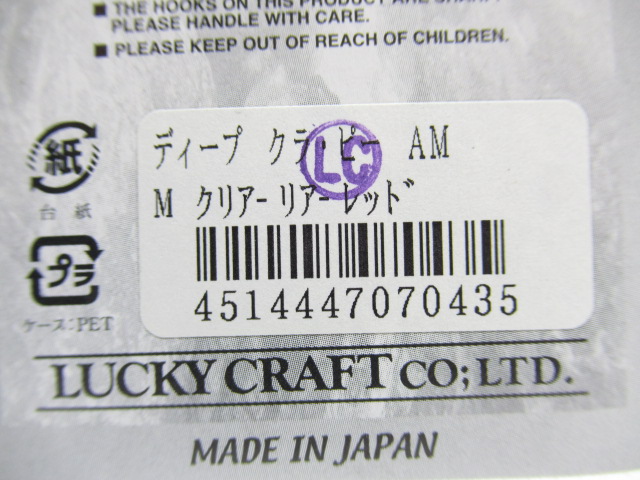 ■ THE HOOKS ON THIS PRODUCT ARE SHARP
PLEASE HANDLE WITH CARE.
■ PLEASE KEEP OUT OF REACH OF CHILDREN.
紙
台紙
プラ
ケース:PET
ディープ クラ・ピー AM
LC
M クリアーリアーレッド
4514447070435
LUCKY CRAFT CO;LTD.
MADE IN JAPAN